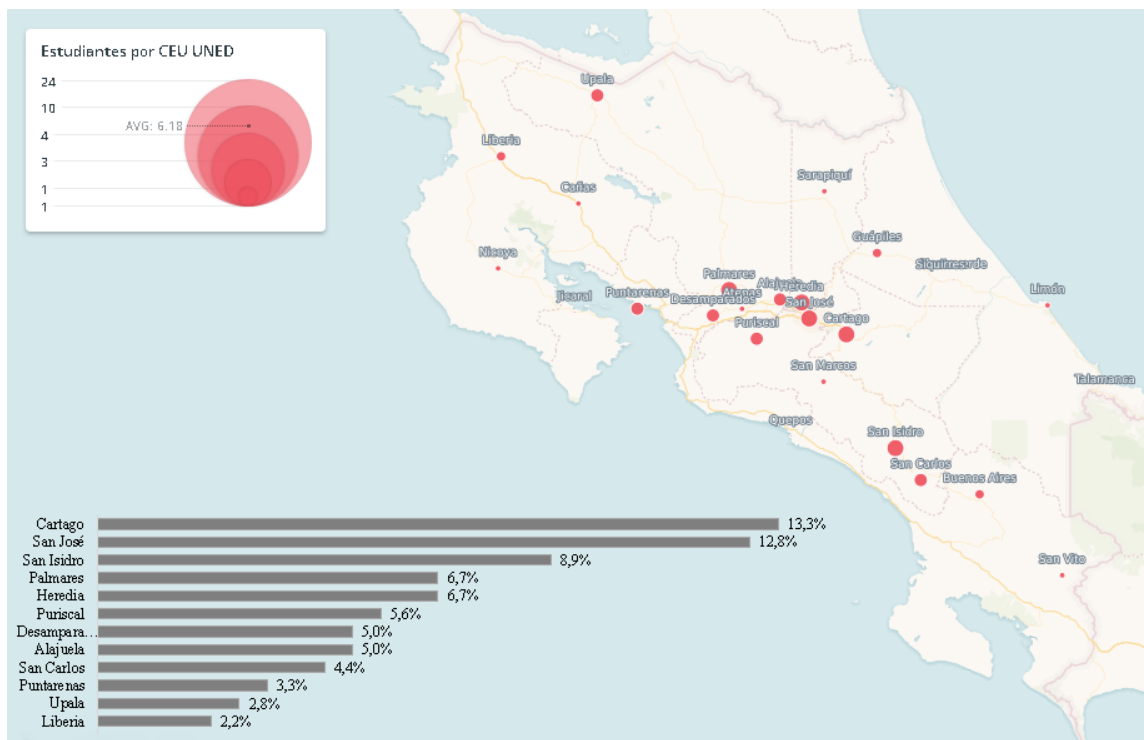 Estudiantes por CEU UNED
24
10
AVG: 6.18
4
3
1
1
Upala
Liberia
Cañas
Sarapiquí
Nicoya
Guápiles
Jicaral
Puntarenas
Palmares
Alajuela
Heredia
Atenas
Desamparados
San José
Limón
Puriscal
Cartago
San Marcos
Talamanca
Quepos
San Isidro
San Carlos
Buenos Aires
San Vito
Cartago 13,3%
San José 12,8%
San Isidro 8,9%
Palmares 6,7%
Heredia 6,7%
Puriscal 5,6%
Desampara... 5,0%
Alajuela 5,0%
San Carlos 4,4%
Puntarenas 3,3%
Upala 2,8%
Liberia 2,2%